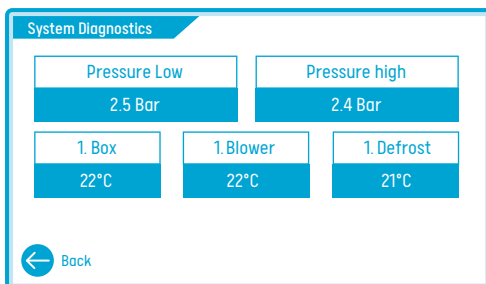 System Diagnostics
Pressure Low
Pressure high
2.5 Bar
2.4 Bar
1. Box
1. Blower
1. Defrost
22°C
22°C
21°C
Back